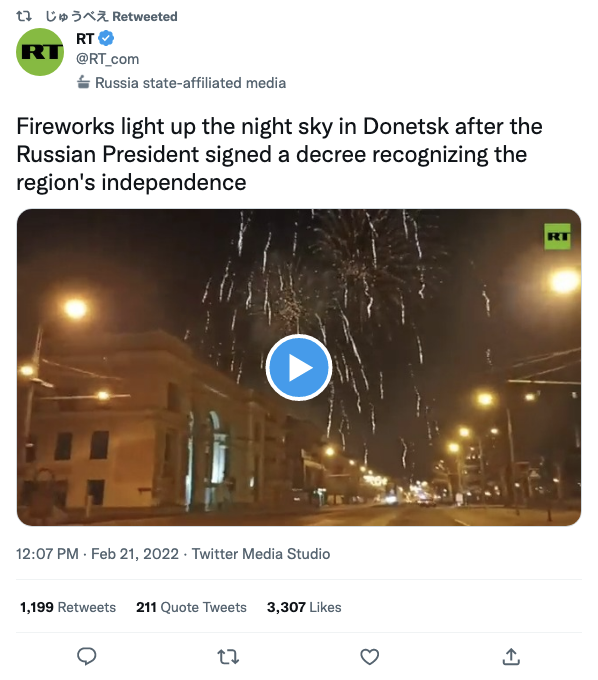 じゅうべえ Retweeted
RT
RT
@RT_com
Russia state-affiliated media
Fireworks light up the night sky in Donetsk after the
Russian President signed a decree recognizing the
region's independence
RT
12:07 PM · Feb 21, 2022 · Twitter Media Studio
1,199 Retweets 211 Quote Tweets 3,307 Likes